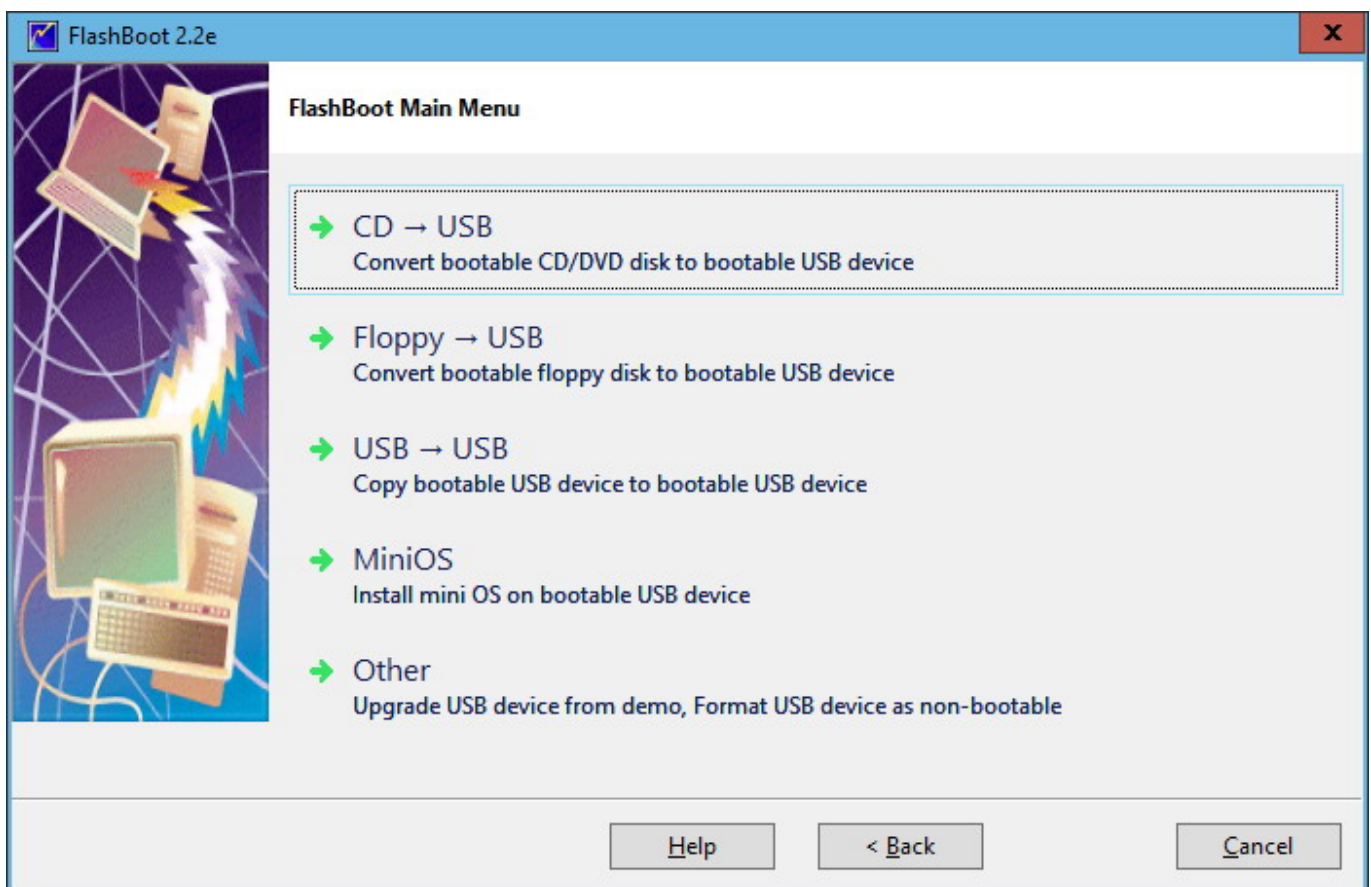 FlashBoot 2.2e
x
FlashBoot Main Menu
CD → USB
Convert bootable CD/DVD disk to bootable USB device
Floppy → USB
Convert bootable floppy disk to bootable USB device
USB → USB
Copy bootable USB device to bootable USB device
MiniOS
Install mini OS on bootable USB device
Other
Upgrade USB device from demo, Format USB device as non-bootable
Help
< Back
Cancel